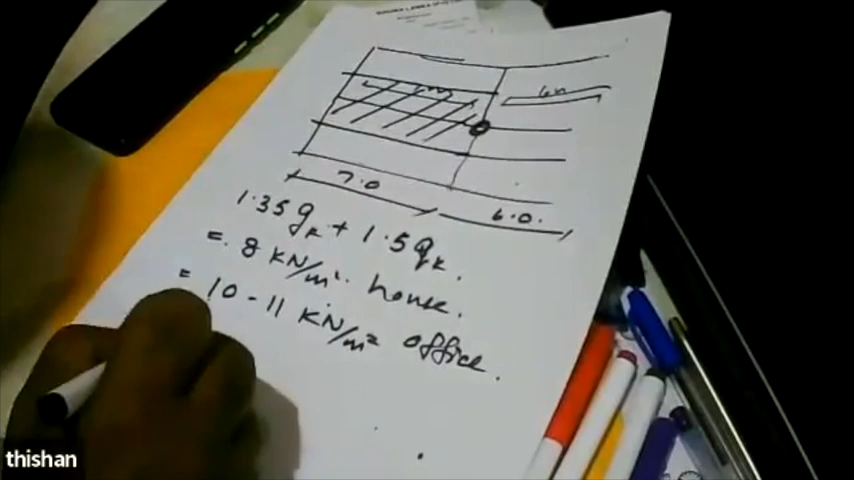 6m
7.0
6.0.
1.35 gk + 1.5 qk.
= 8 KN/m². house.
= 10 - 11 KN/m² office.
thishan